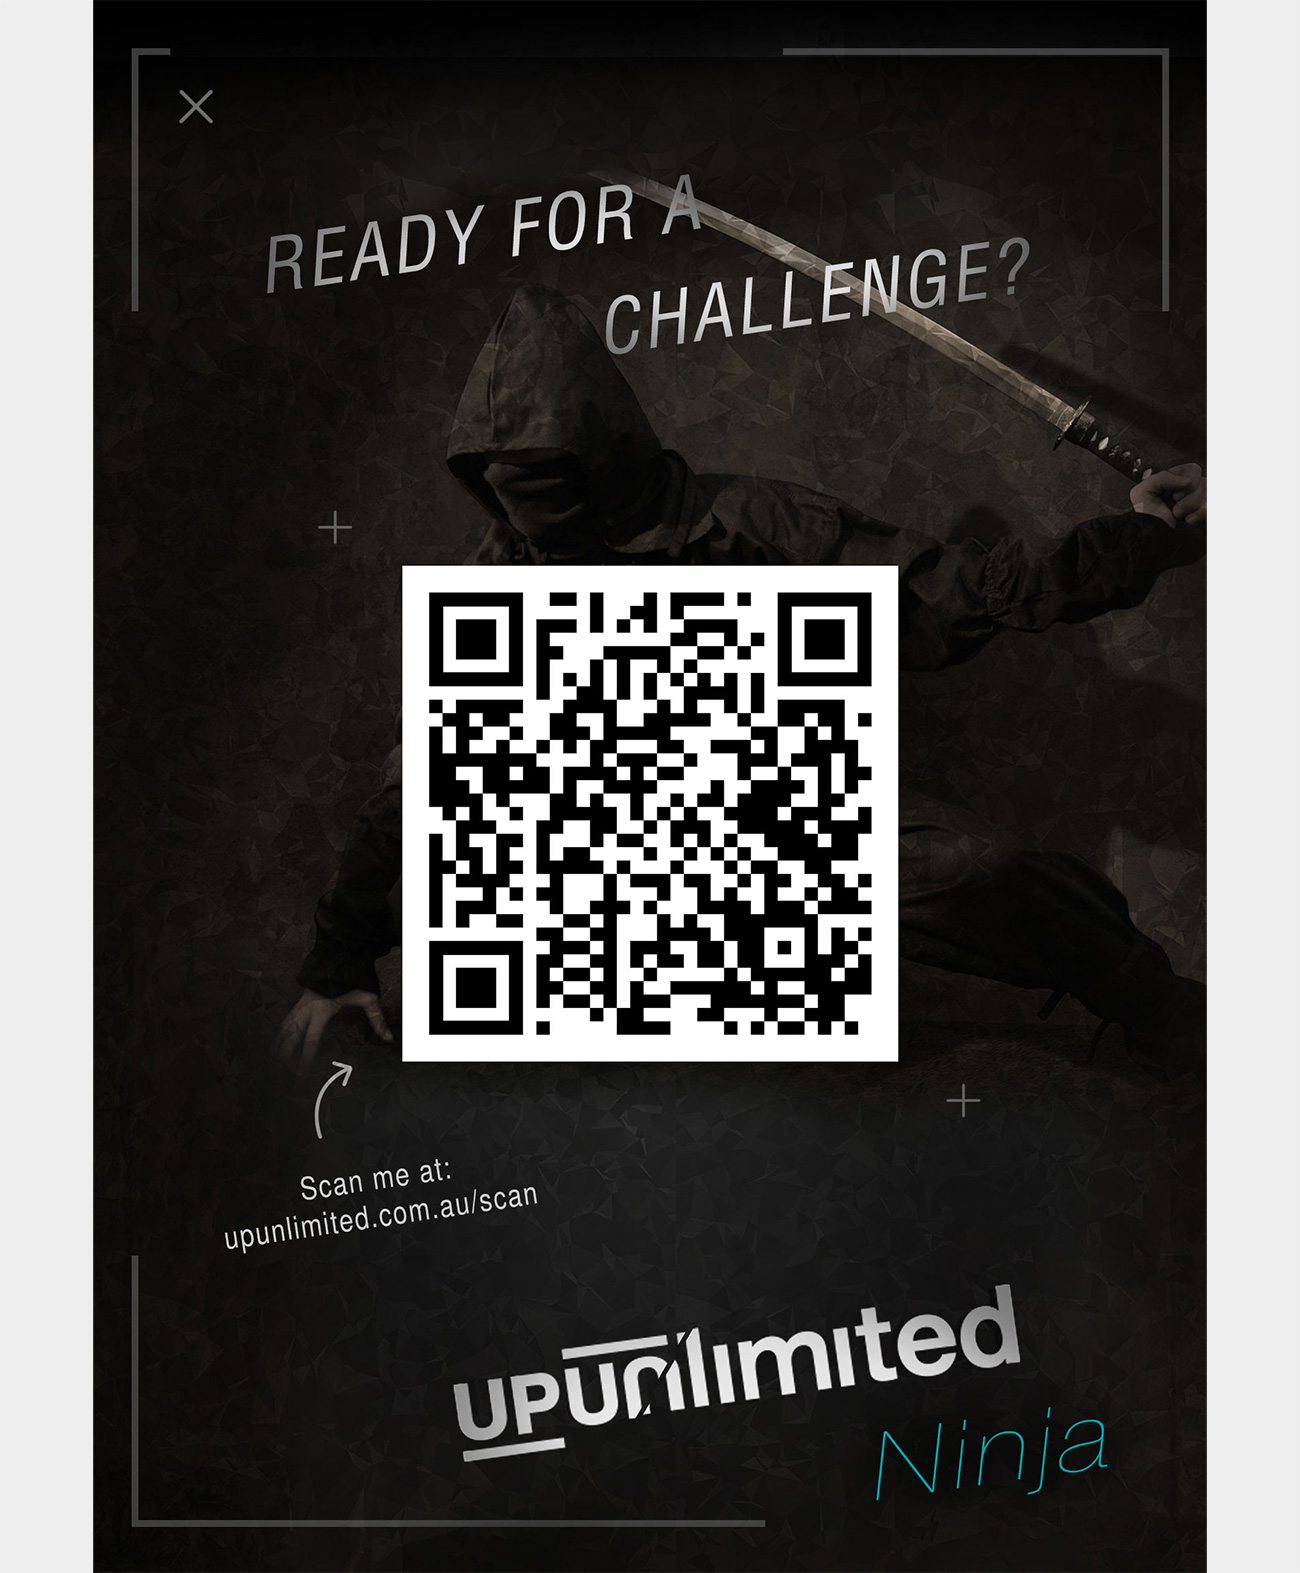 READY FOR A
CHALLENGE?
Scan me at:
upunlimited.com.au/scan
UPUnlimited
Ninja